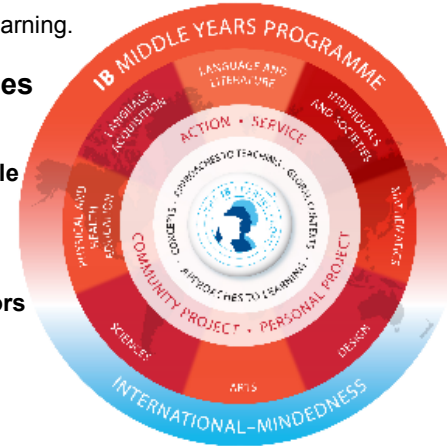 earning.
es
le
ors
IB MIDDLE YEARS PROGRAMME
LANGUAGE AND LITERATURE
INDIVIDUALS AND SOCIETIES
MATHEMATICS
DESIGN
ARTS
SCIENCES
PHYSICAL AND HEALTH EDUCATION
LANGUAGE ACQUISITION
ACTION • SERVICE
COMMUNITY PROJECT • PERSONAL PROJECT
APPROACHES TO TEACHING • GLOBAL CONTEXTS
APPROACHES TO LEARNING • CONCEPTS
INTERNATIONAL-MINDEDNESS